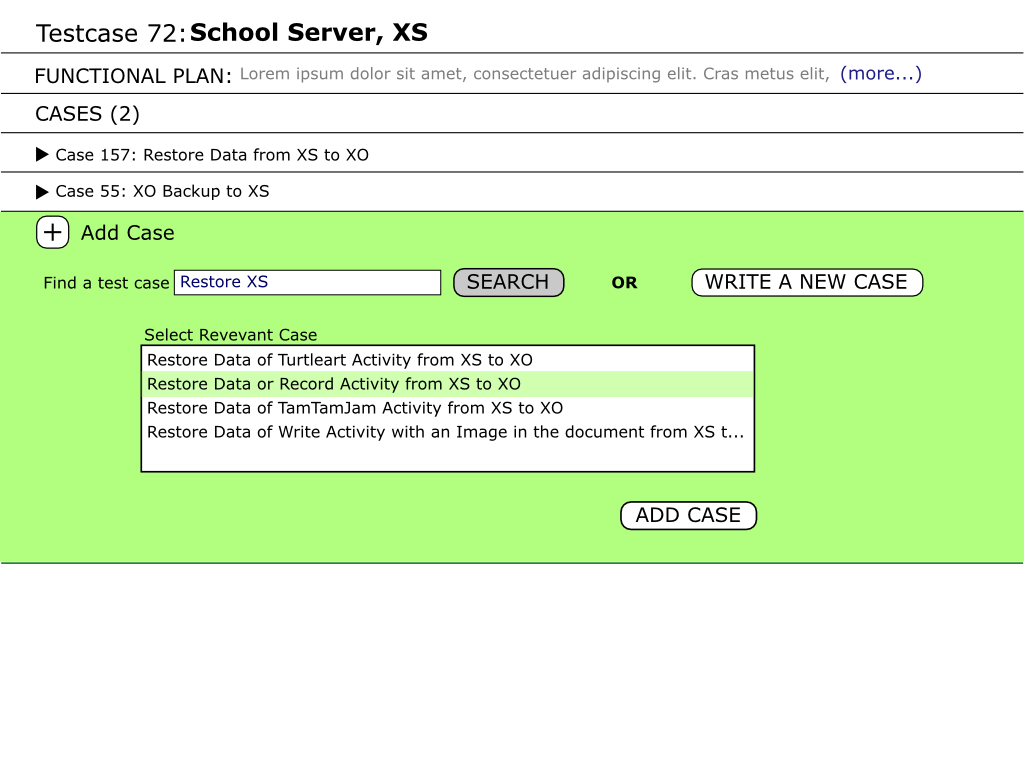 Testcase 72: School Server, XS
FUNCTIONAL PLAN: Lorem ipsum dolor sit amet, consectetuer adipiscing elit. Cras metus elit, (more...)
CASES (2)
Case 157: Restore Data from XS to XO
Case 55: XO Backup to XS
+ Add Case
Find a test case Restore XS SEARCH OR WRITE A NEW CASE
Select Revevant Case
Restore Data of Turtleart Activity from XS to XO
Restore Data or Record Activity from XS to XO
Restore Data of TamTamJam Activity from XS to XO
Restore Data of Write Activity with an Image in the document from XS t...
ADD CASE